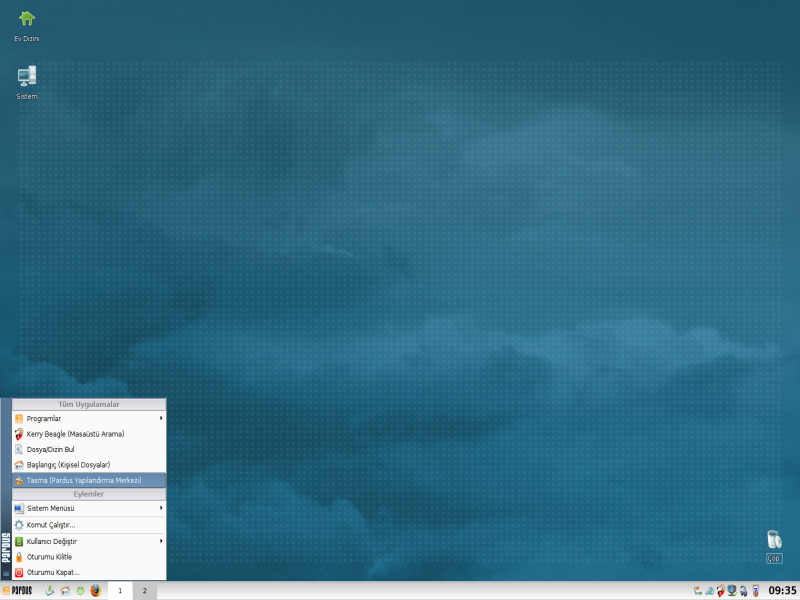 Ev Dizini
Sistem
Tüm Uygulamalar
Programlar
Kerry Beagle (Masaüstü Arama)
Dosya/Dizin Bul
Başlangıç (Kişisel Dosyalar)
Tasma (Pardus Yapılandırma Merkezi)
Eylemler
Sistem Menüsü
Komut Çalıştır...
Kullanıcı Değiştir
Oturumu Kilitle
Oturumu Kapat...
PARDUS
Çöp
PARDUS
1
2
09:35